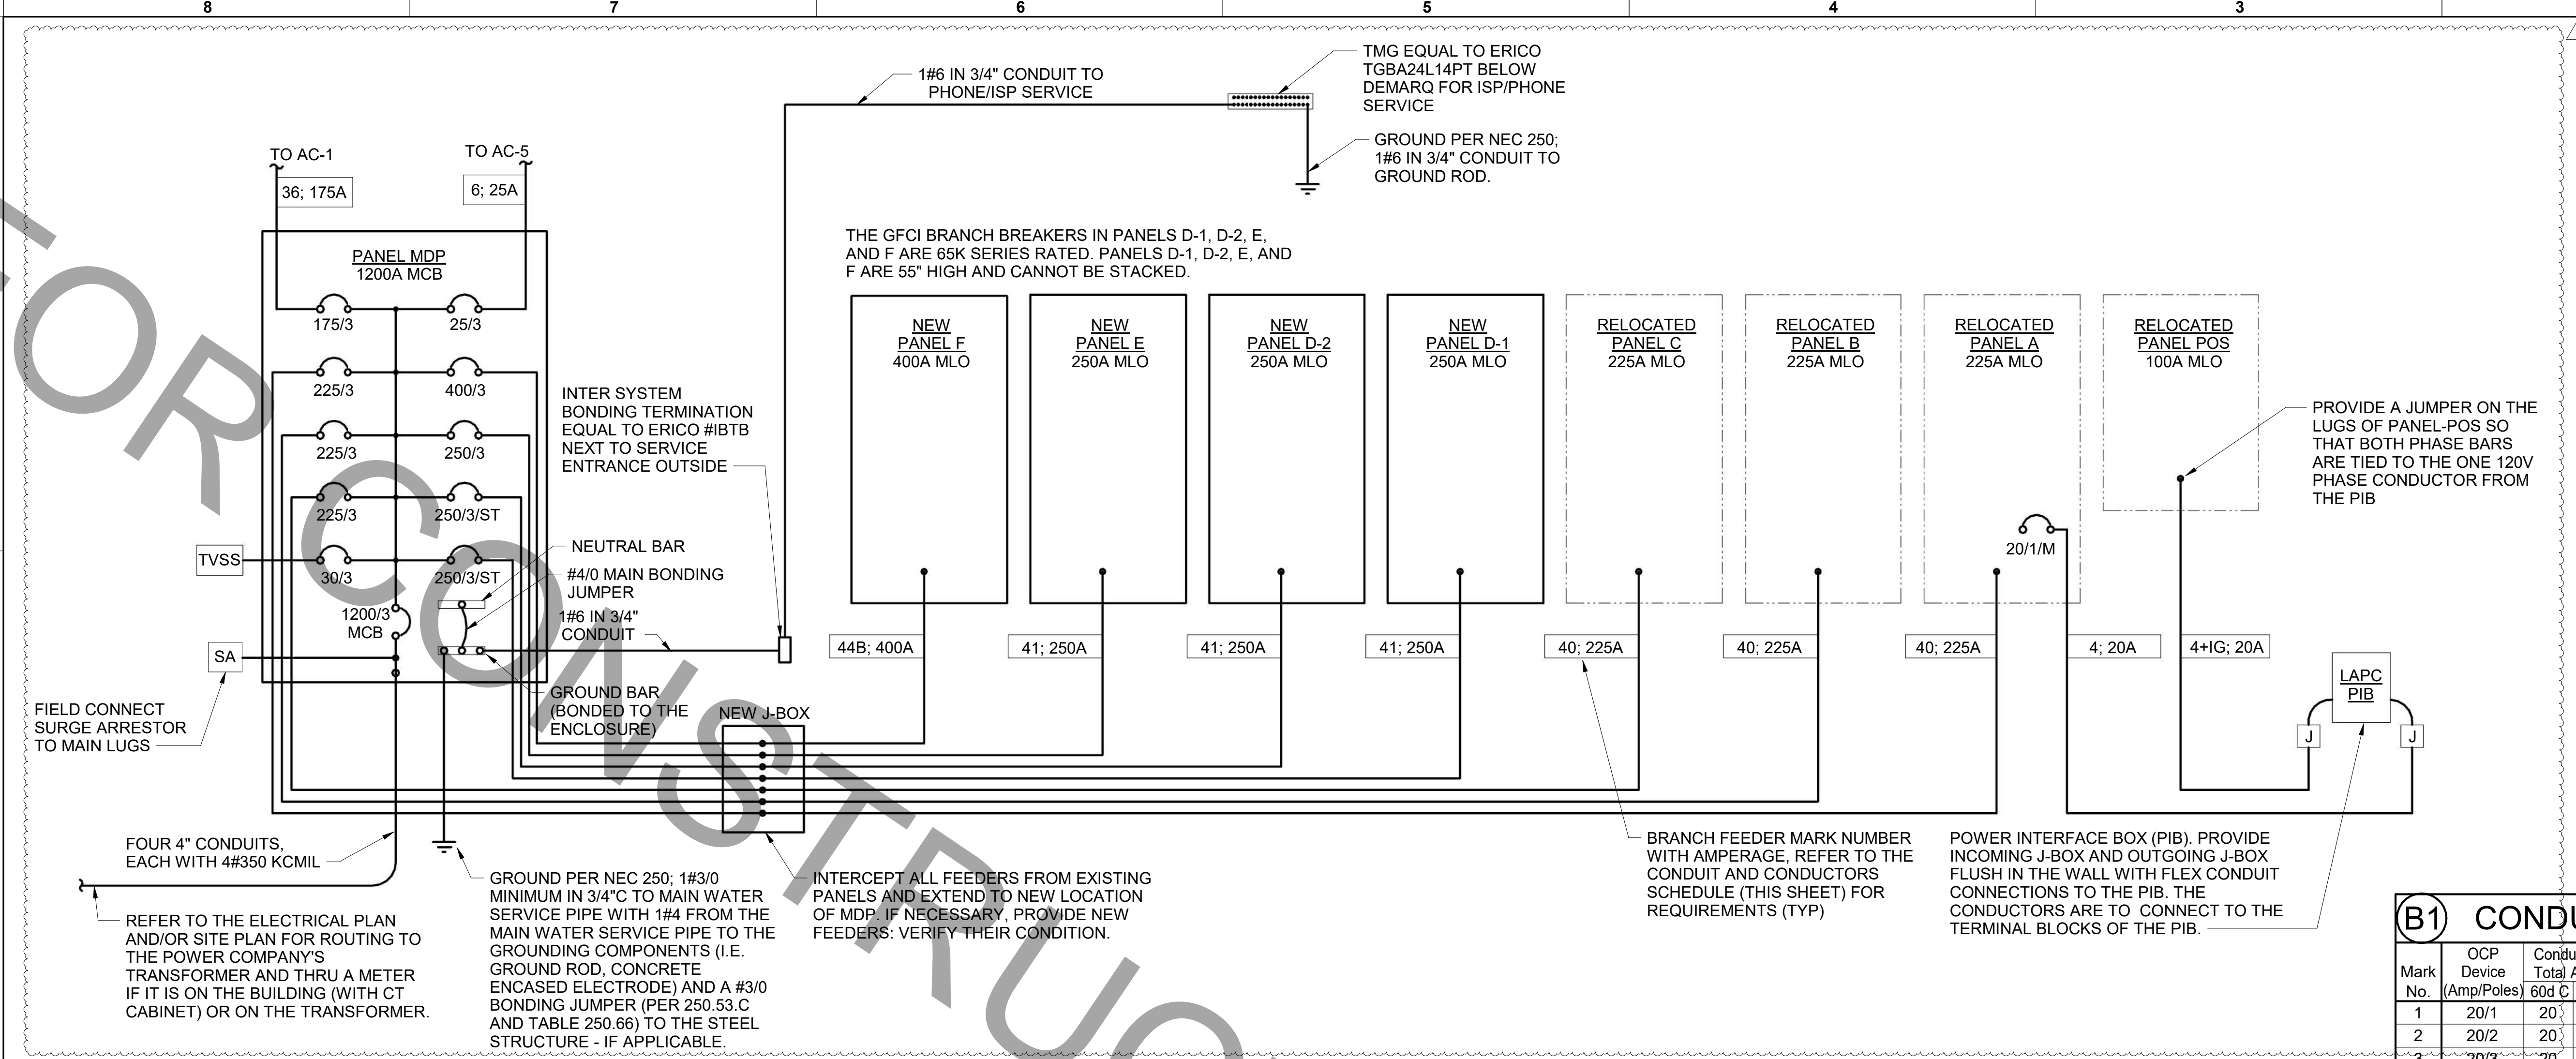 8
7
6
5
4
3
TO AC-1
TO AC-5
36; 175A
6; 25A
PANEL MDP
1200A MCB
175/3
25/3
225/3
400/3
225/3
250/3
225/3
250/3/ST
TVSS
30/3
250/3/ST
1200/3
MCB
SA
FIELD CONNECT
SURGE ARRESTOR
TO MAIN LUGS
FOUR 4" CONDUITS,
EACH WITH 4#350 KCMIL
REFER TO THE ELECTRICAL PLAN
AND/OR SITE PLAN FOR ROUTING TO
THE POWER COMPANY'S
TRANSFORMER AND THRU A METER
IF IT IS ON THE BUILDING (WITH CT
CABINET) OR ON THE TRANSFORMER.
INTER SYSTEM
BONDING TERMINATION
EQUAL TO ERICO #IBTB
NEXT TO SERVICE
ENTRANCE OUTSIDE
NEUTRAL BAR
#4/0 MAIN BONDING
JUMPER
1#6 IN 3/4"
CONDUIT
GROUND BAR
(BONDED TO THE
ENCLOSURE)
NEW J-BOX
GROUND PER NEC 250; 1#3/0
MINIMUM IN 3/4"C TO MAIN WATER
SERVICE PIPE WITH 1#4 FROM THE
MAIN WATER SERVICE PIPE TO THE
GROUNDING COMPONENTS (I.E.
GROUND ROD, CONCRETE
ENCASED ELECTRODE) AND A #3/0
BONDING JUMPER (PER 250.53.C
AND TABLE 250.66) TO THE STEEL
STRUCTURE - IF APPLICABLE.
INTERCEPT ALL FEEDERS FROM EXISTING
PANELS AND EXTEND TO NEW LOCATION
OF MDP. IF NECESSARY, PROVIDE NEW
FEEDERS: VERIFY THEIR CONDITION.
1#6 IN 3/4" CONDUIT TO
PHONE/ISP SERVICE
TMG EQUAL TO ERICO
TGBA24L14PT BELOW
DEMARQ FOR ISP/PHONE
SERVICE
GROUND PER NEC 250;
1#6 IN 3/4" CONDUIT TO
GROUND ROD.
THE GFCI BRANCH BREAKERS IN PANELS D-1, D-2, E,
AND F ARE 65K SERIES RATED. PANELS D-1, D-2, E, AND
F ARE 55" HIGH AND CANNOT BE STACKED.
NEW
PANEL F
400A MLO
NEW
PANEL E
250A MLO
NEW
PANEL D-2
250A MLO
NEW
PANEL D-1
250A MLO
RELOCATED
PANEL C
225A MLO
RELOCATED
PANEL B
225A MLO
RELOCATED
PANEL A
225A MLO
RELOCATED
PANEL POS
100A MLO
20/1/M
PROVIDE A JUMPER ON THE
LUGS OF PANEL-POS SO
THAT BOTH PHASE BARS
ARE TIED TO THE ONE 120V
PHASE CONDUCTOR FROM
THE PIB
44B; 400A
41; 250A
41; 250A
41; 250A
40; 225A
40; 225A
40; 225A
4; 20A
4+IG; 20A
LAPC
PIB
J
J
BRANCH FEEDER MARK NUMBER
WITH AMPERAGE, REFER TO THE
CONDUIT AND CONDUCTORS
SCHEDULE (THIS SHEET) FOR
REQUIREMENTS (TYP)
POWER INTERFACE BOX (PIB). PROVIDE
INCOMING J-BOX AND OUTGOING J-BOX
FLUSH IN THE WALL WITH FLEX CONDUIT
CONNECTIONS TO THE PIB. THE
CONDUCTORS ARE TO CONNECT TO THE
TERMINAL BLOCKS OF THE PIB.
B1 CONDU
Mark
No.
OCP
Device
(Amp/Poles)
Condu
Total A
60d C
1 20/1 20
2 20/2 20
3 20/3 20
OR CONSTRUC